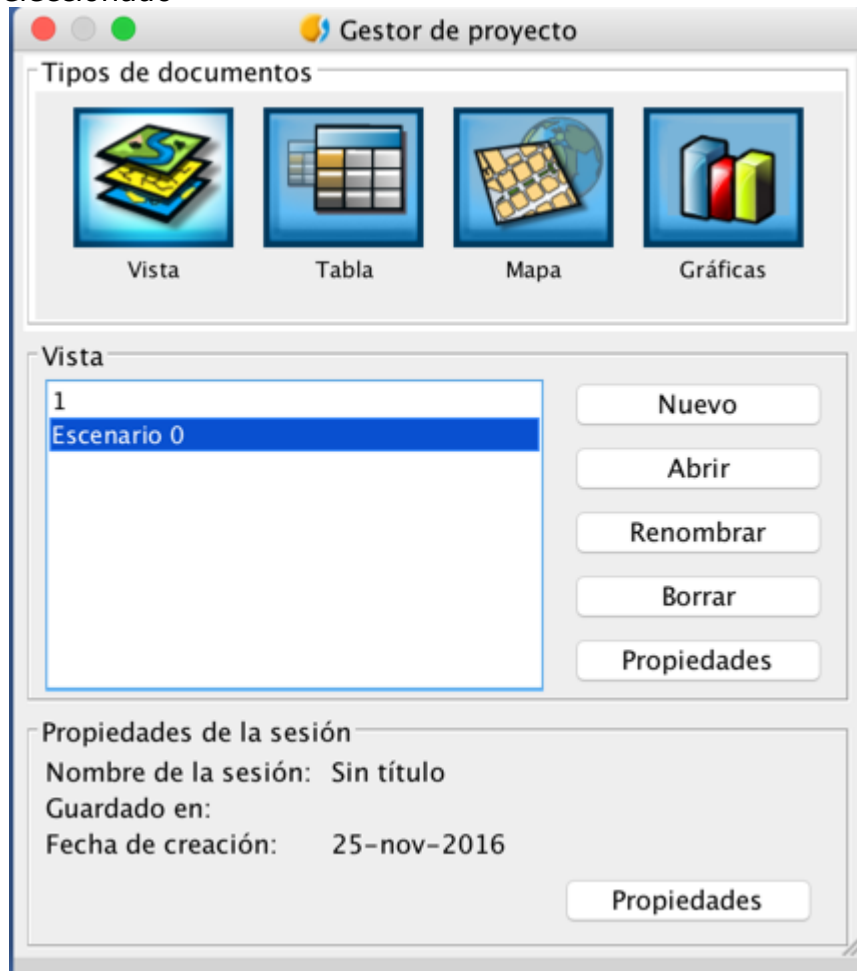 Gestor de proyecto
Tipos de documentos
Vista Tabla Mapa Gráficas
Vista
1
Escenario 0
Nuevo
Abrir
Renombrar
Borrar
Propiedades
Propiedades de la sesión
Nombre de la sesión: Sin título
Guardado en:
Fecha de creación: 25-nov-2016
Propiedades